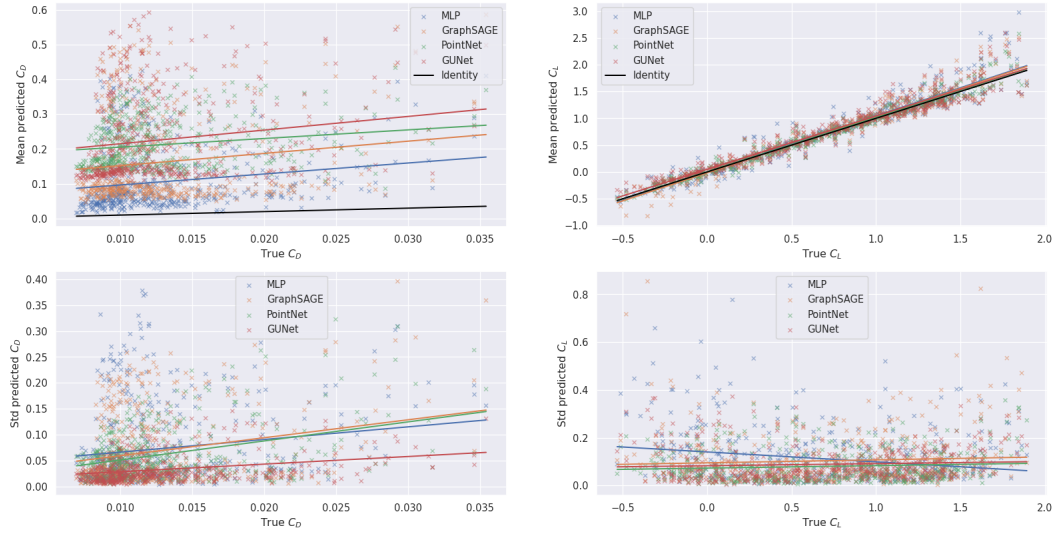 0.6
0.5
0.4
0.3
0.2
0.1
0.0
Mean predicted C_D
MLP
GraphSAGE
PointNet
GUNet
Identity
0.010 0.015 0.020 0.025 0.030 0.035
True C_D
3.0
2.5
2.0
1.5
1.0
0.5
0.0
−0.5
−1.0
Mean predicted C_L
MLP
GraphSAGE
PointNet
GUNet
Identity
−0.5 0.0 0.5 1.0 1.5 2.0
True C_L
0.40
0.35
0.30
0.25
0.20
0.15
0.10
0.05
0.00
Std predicted C_D
MLP
GraphSAGE
PointNet
GUNet
0.010 0.015 0.020 0.025 0.030 0.035
True C_D
0.8
0.6
0.4
0.2
0.0
Std predicted C_L
MLP
GraphSAGE
PointNet
GUNet
−0.5 0.0 0.5 1.0 1.5 2.0
True C_L